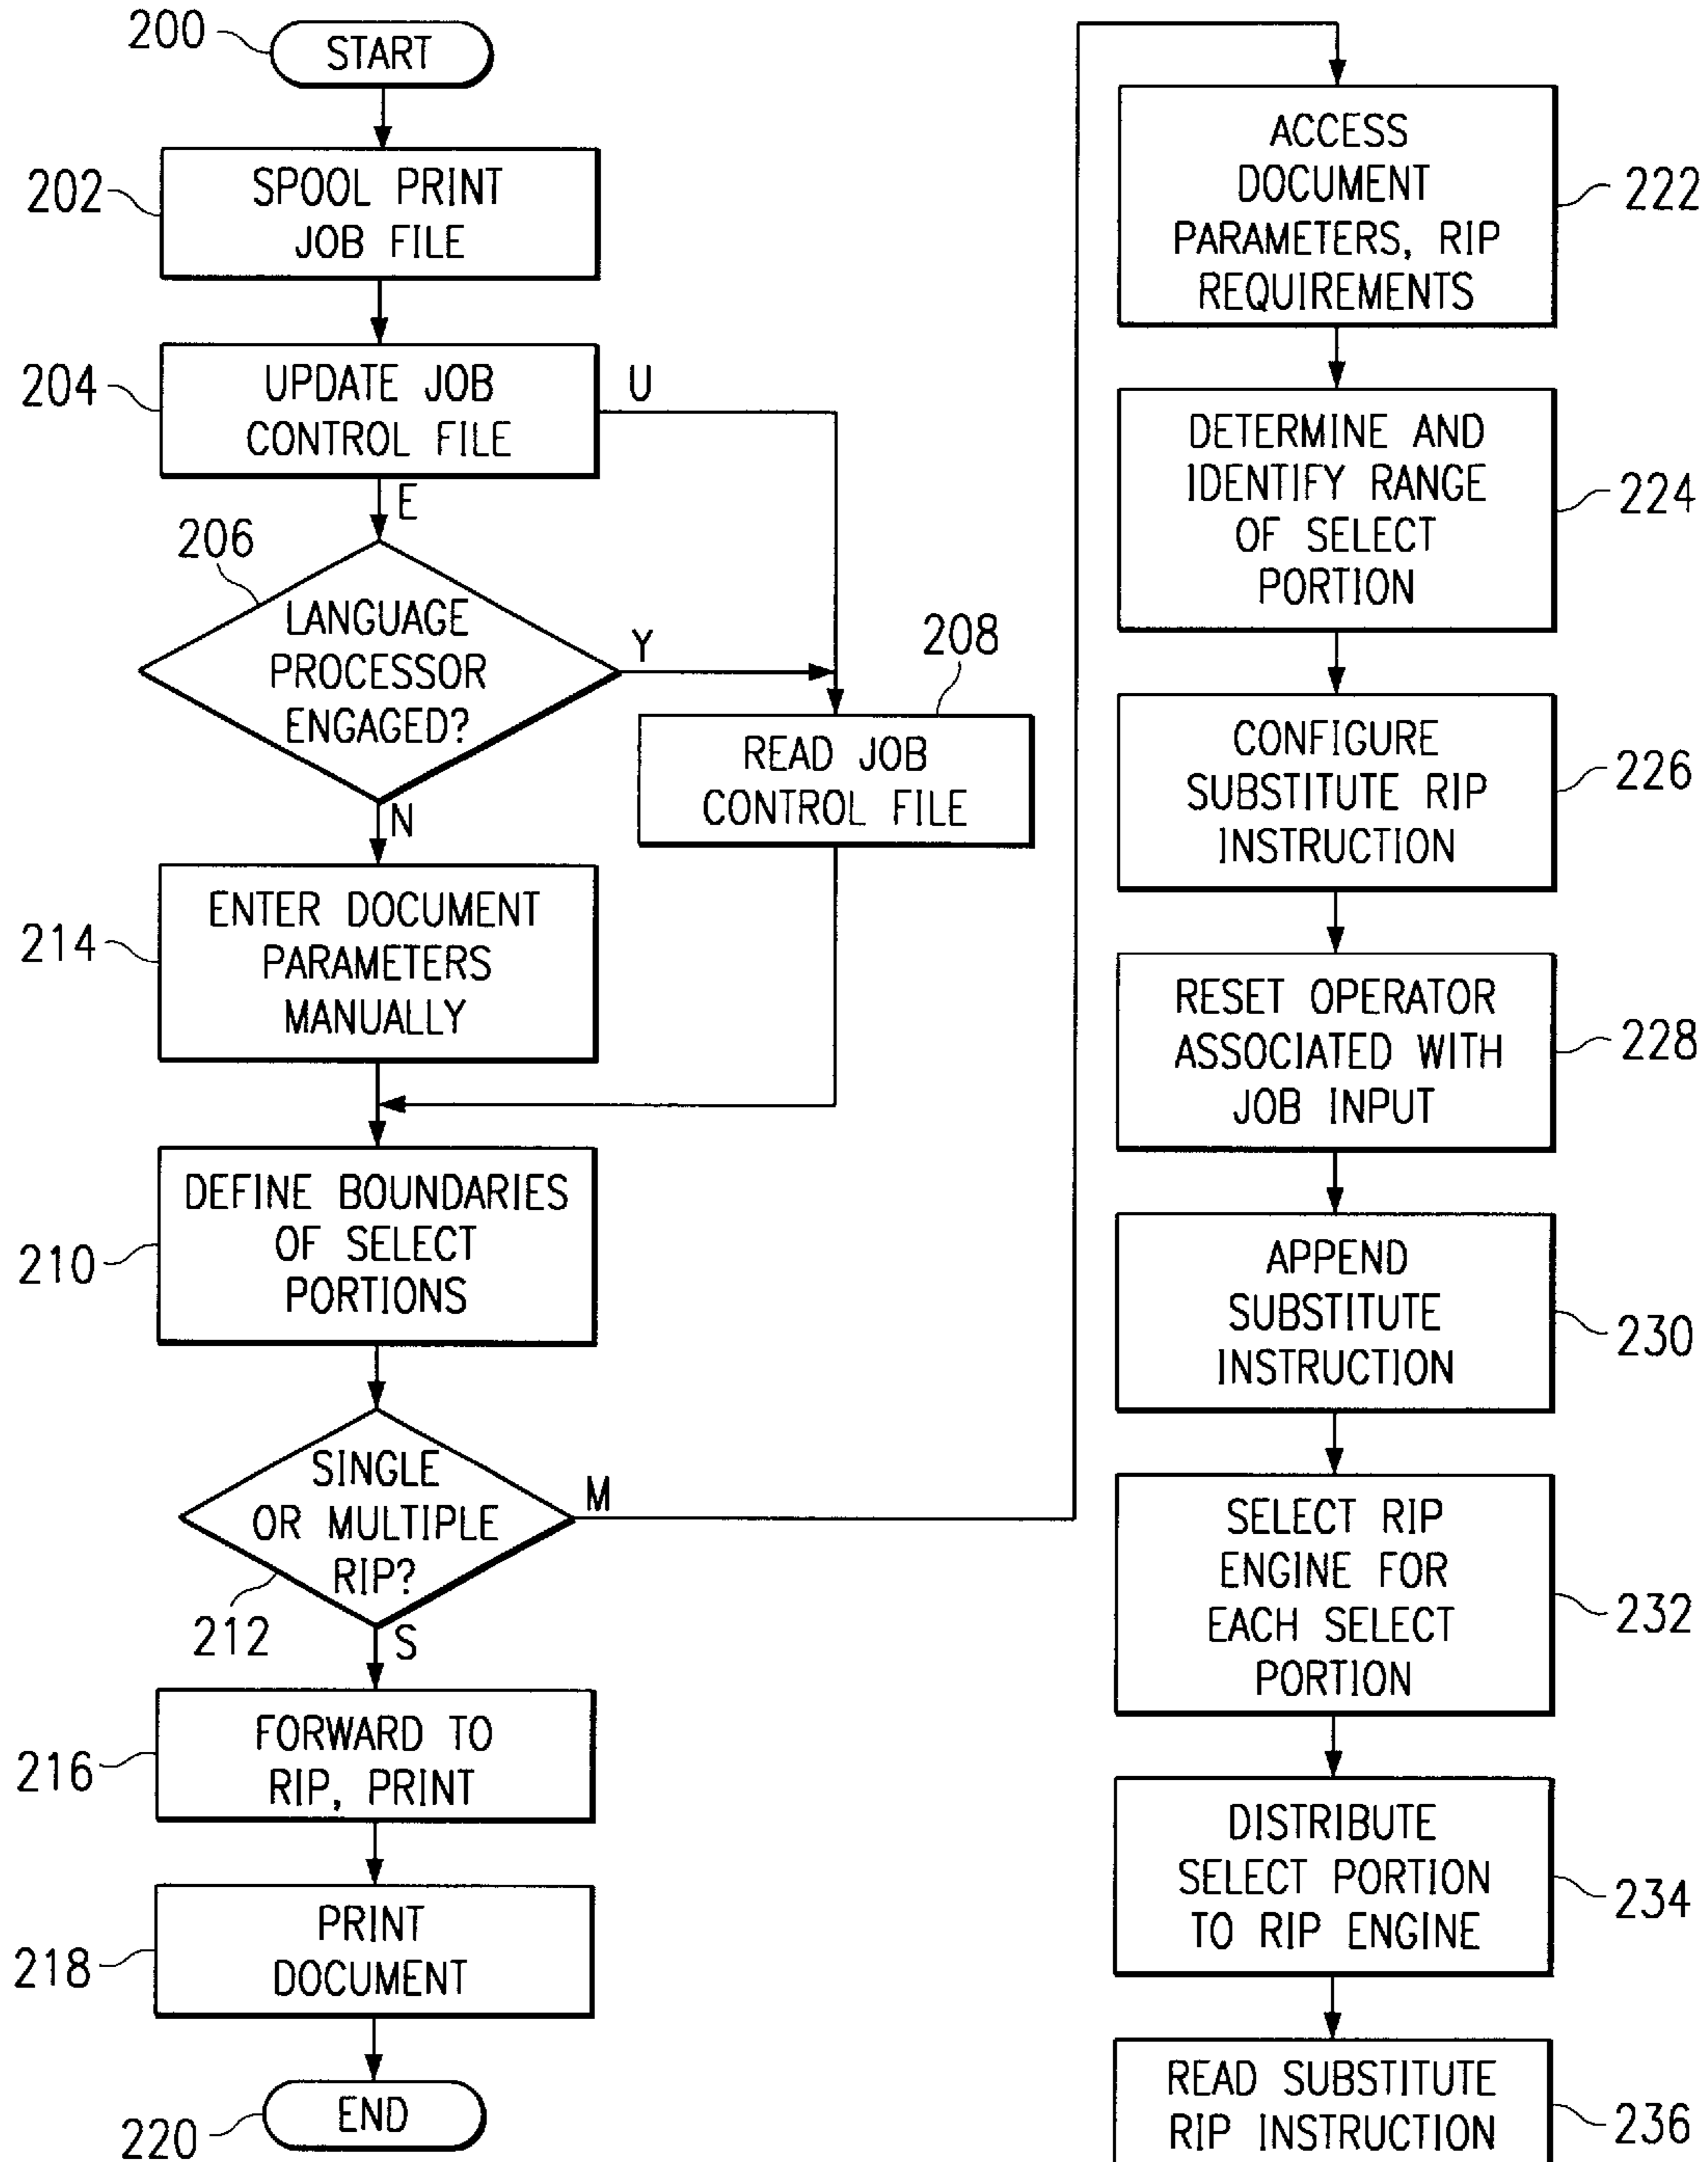 200
START
202
SPOOL PRINT
JOB FILE
204
UPDATE JOB
CONTROL FILE
U
E
206
LANGUAGE
PROCESSOR
ENGAGED?
Y
N
208
READ JOB
CONTROL FILE
214
ENTER DOCUMENT
PARAMETERS
MANUALLY
210
DEFINE BOUNDARIES
OF SELECT
PORTIONS
SINGLE
OR MULTIPLE
RIP?
M
212
S
216
FORWARD TO
RIP, PRINT
218
PRINT
DOCUMENT
220
END
ACCESS
DOCUMENT
PARAMETERS, RIP
REQUIREMENTS
222
DETERMINE AND
IDENTIFY RANGE
OF SELECT
PORTION
224
CONFIGURE
SUBSTITUTE RIP
INSTRUCTION
226
RESET OPERATOR
ASSOCIATED WITH
JOB INPUT
228
APPEND
SUBSTITUTE
INSTRUCTION
230
SELECT RIP
ENGINE FOR
EACH SELECT
PORTION
232
DISTRIBUTE
SELECT PORTION
TO RIP ENGINE
234
READ SUBSTITUTE
RIP INSTRUCTION
236